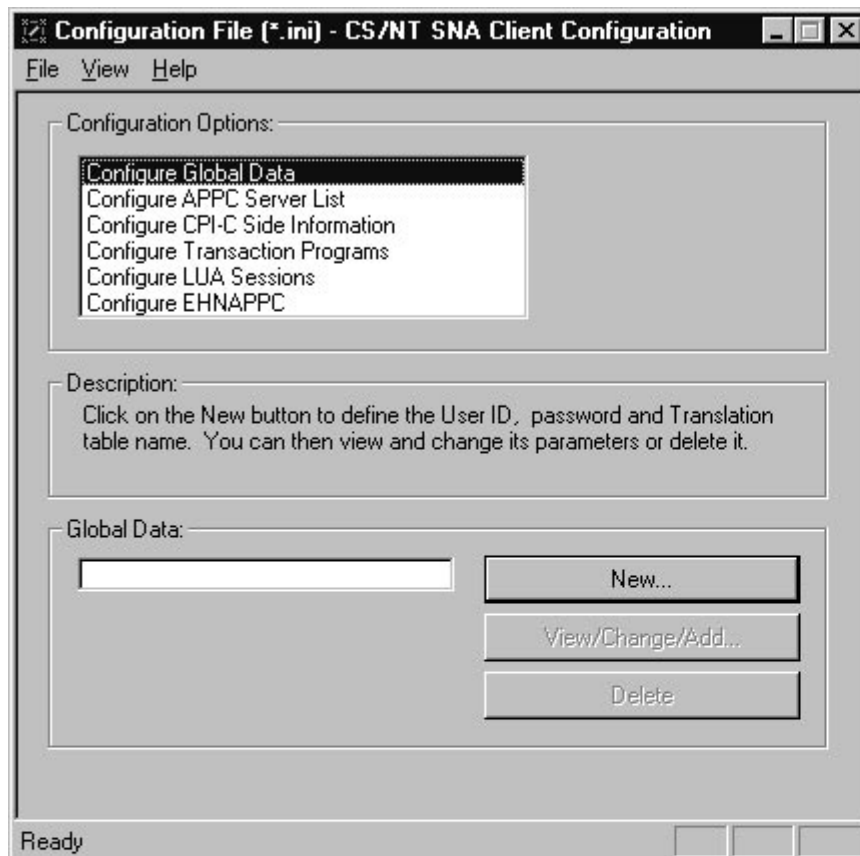 Configuration File (*.ini) - CS/NT SNA Client Configuration
File View Help
Configuration Options:
Configure Global Data
Configure APPC Server List
Configure CPI-C Side Information
Configure Transaction Programs
Configure LUA Sessions
Configure EHNAPPC
Description:
Click on the New button to define the User ID, password and Translation
table name. You can then view and change its parameters or delete it.
Global Data:
New...
View/Change/Add...
Delete
Ready